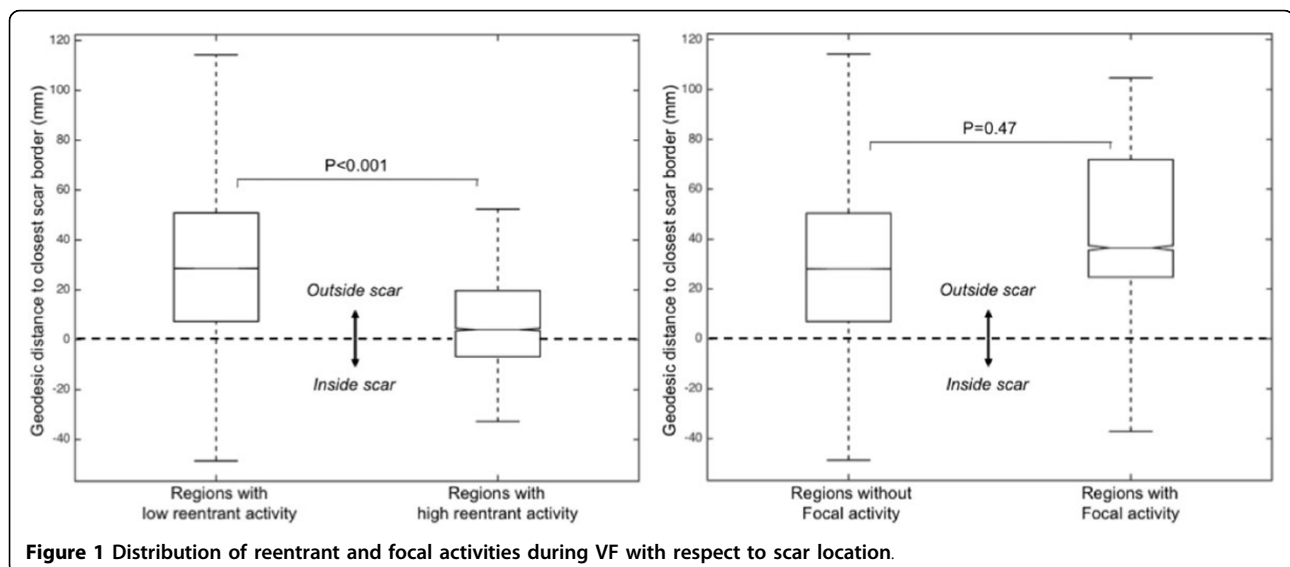 Geodesic distance to closest scar border (mm)
120
100
80
60
40
20
0
-20
-40
P<0.001
Outside scar
Inside scar
Regions with
low reentrant activity
Regions with
high reentrant activity
Geodesic distance to closest scar border (mm)
120
100
80
60
40
20
0
-20
-40
P=0.47
Outside scar
Inside scar
Regions without
Focal activity
Regions with
Focal activity
Figure 1 Distribution of reentrant and focal activities during VF with respect to scar location.